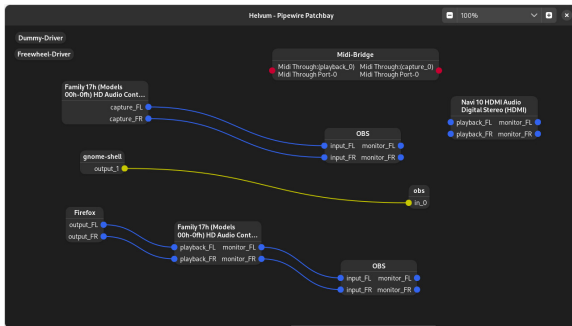 Helvum - Pipewire Patchbay
100%
Dummy-Driver
Freewheel-Driver
Midi-Bridge
Midi Through:(playback_0) Midi Through:(capture_0)
Midi Through Port-0 Midi Through Port-0
Family 17h (Models
00h-0fh) HD Audio Cont...
capture_FL
capture_FR
Navi 10 HDMI Audio
Digital Stereo (HDMI)
playback_FL monitor_FL
playback_FR monitor_FR
OBS
input_FL monitor_FL
input_FR monitor_FR
gnome-shell
output_1
obs
in_0
Firefox
output_FL
output_FR
Family 17h (Models
00h-0fh) HD Audio Cont...
playback_FL monitor_FL
playback_FR monitor_FR
OBS
input_FL monitor_FL
input_FR monitor_FR